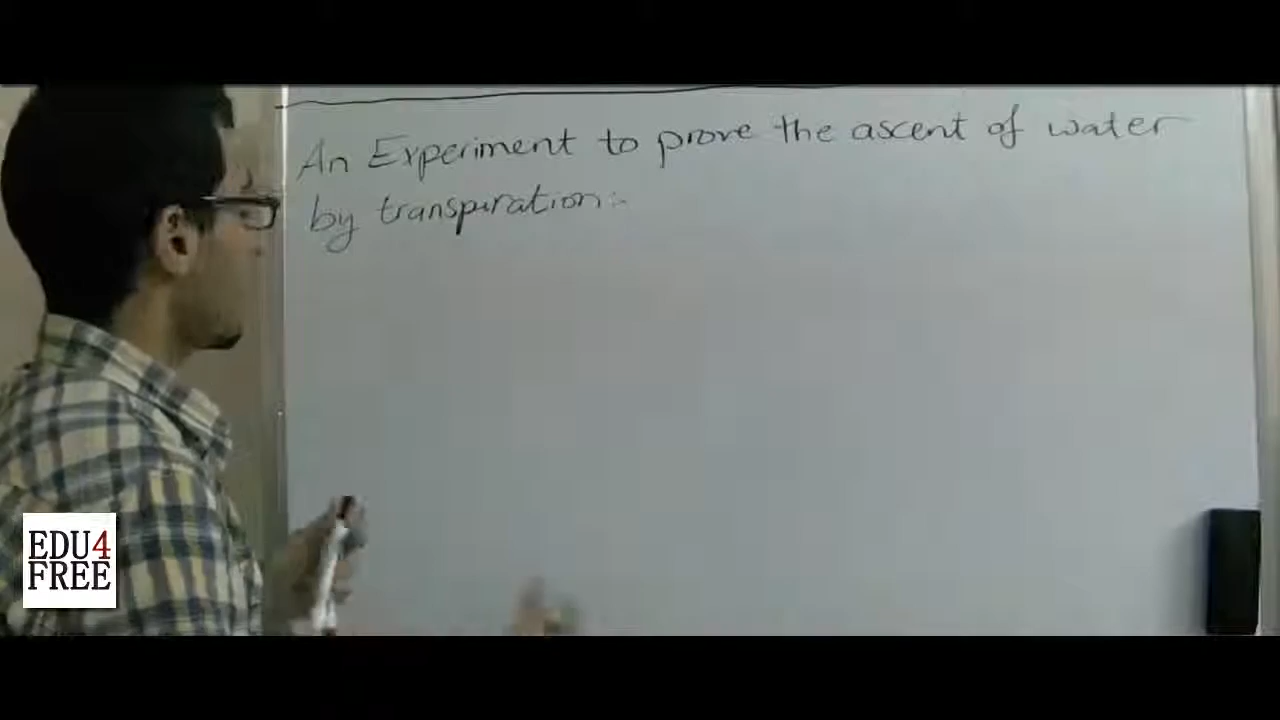 An Experiment to prove the ascent of water
by transpiration:-
EDU4
FREE